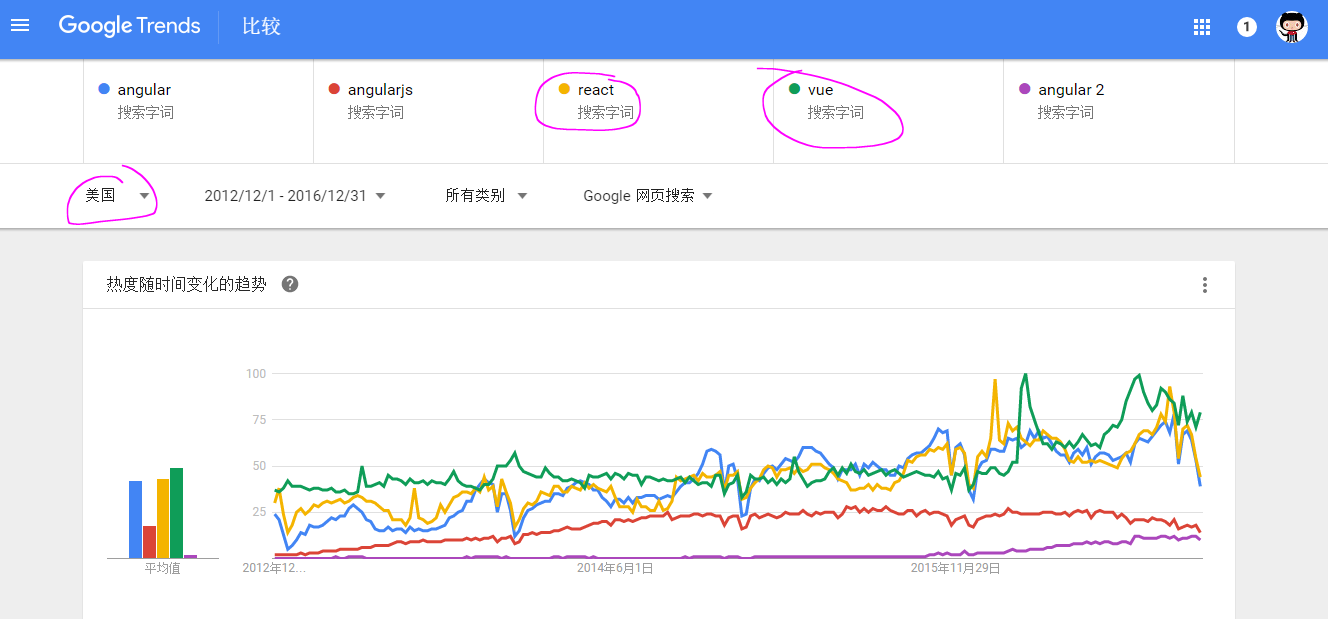 Google Trends 比较
1
angular
搜索字词
angularjs
搜索字词
react
搜索字词
vue
搜索字词
angular 2
搜索字词
美国
2012/12/1 - 2016/12/31
所有类别
Google 网页搜索
热度随时间变化的趋势 ?
100
75
50
25
平均值
2012年12...
2014年6月1日
2015年11月29日